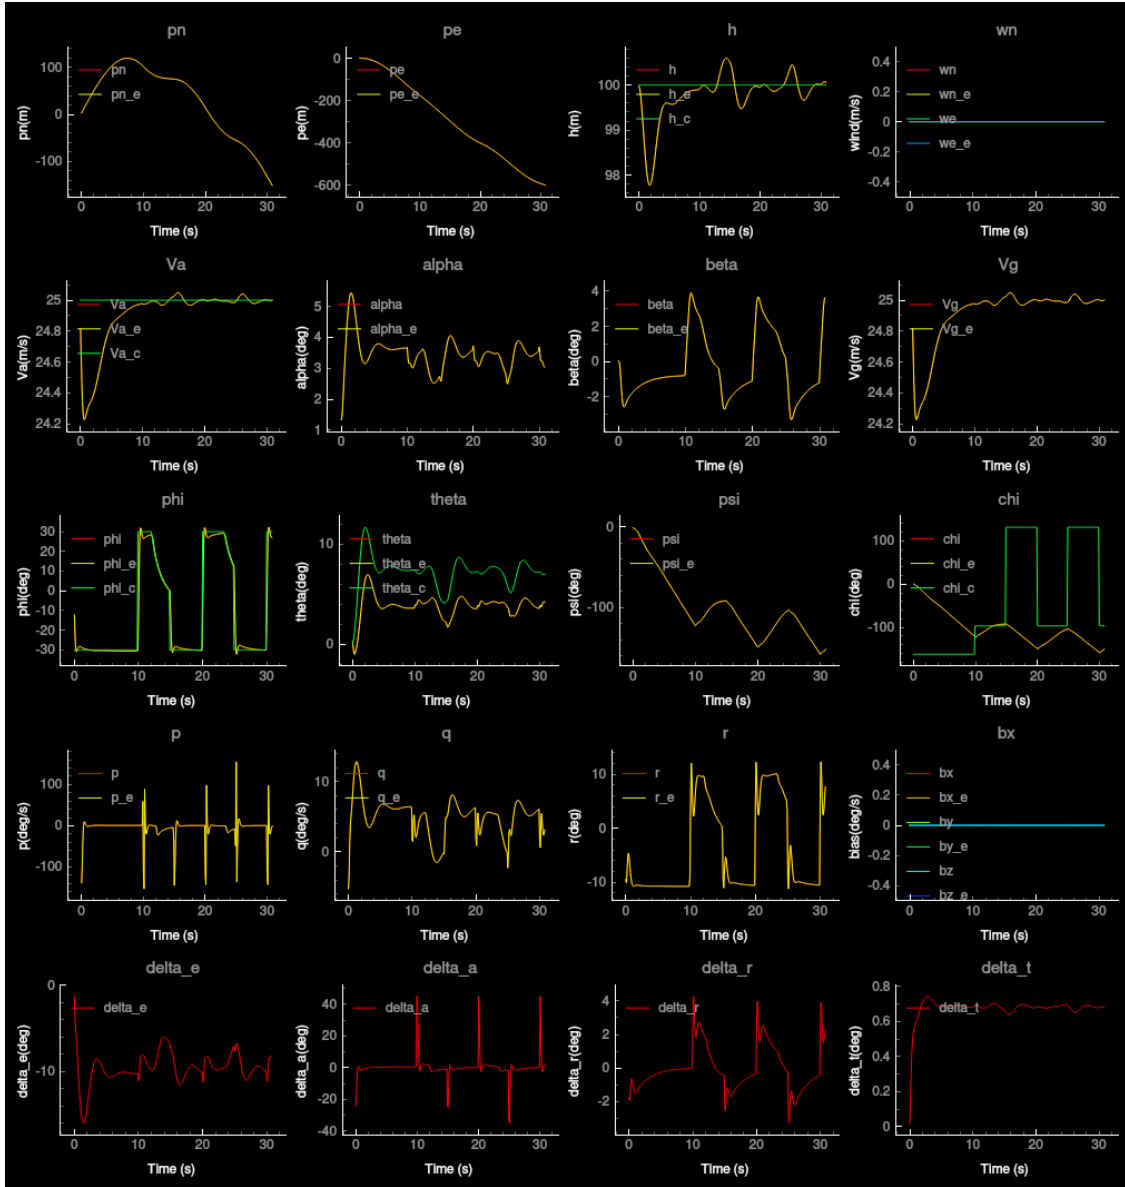 pn
pe
h
wn
pn(m)
100
0
-100
pn
pn_e
0 10 20 30
Time (s)
pe(m)
0
-200
-400
-600
pe
pe_e
0 10 20 30
Time (s)
h(m)
100
99
98
h
h_e
h_c
0 10 20 30
Time (s)
wind(m/s)
0.4
0.2
0
-0.2
-0.4
wn
wn_e
we
we_e
0 10 20 30
Time (s)
Va
alpha
beta
Vg
Va(m/s)
25
24.8
24.6
24.4
24.2
Va
Va_e
Va_c
0 10 20 30
Time (s)
alpha(deg)
5
4
3
2
1
alpha
alpha_e
0 10 20 30
Time (s)
beta(deg)
4
2
0
-2
beta
beta_e
0 10 20 30
Time (s)
Vg(m/s)
25
24.8
24.6
24.4
24.2
Vg
Vg_e
0 10 20 30
Time (s)
phi
theta
psi
chi
phi(deg)
30
20
10
0
-10
-20
-30
phi
phi_e
phi_c
0 10 20 30
Time (s)
theta(deg)
10
0
theta
theta_e
theta_c
0 10 20 30
Time (s)
psi(deg)
0
-100
psi
psi_e
0 10 20 30
Time (s)
chi(deg)
100
0
-100
chi
chi_e
chi_c
0 10 20 30
Time (s)
p
q
r
bx
p(deg/s)
100
0
-100
p
p_e
0 10 20 30
Time (s)
q(deg/s)
10
0
q
q_e
0 10 20 30
Time (s)
r(deg)
10
0
-10
r
r_e
0 10 20 30
Time (s)
bias(deg/s)
0.4
0.2
0
-0.2
-0.4
bx
bx_e
by
by_e
bz
bz_e
0 10 20 30
Time (s)
delta_e
delta_a
delta_r
delta_t
delta_e(deg)
0
-10
delta_e
0 10 20 30
Time (s)
delta_a(deg)
40
20
0
-20
-40
delta_a
0 10 20 30
Time (s)
delta_r(deg)
4
2
0
-2
delta_r
0 10 20 30
Time (s)
delta_t(deg)
0.8
0.6
0.4
0.2
0
delta_t
0 10 20 30
Time (s)